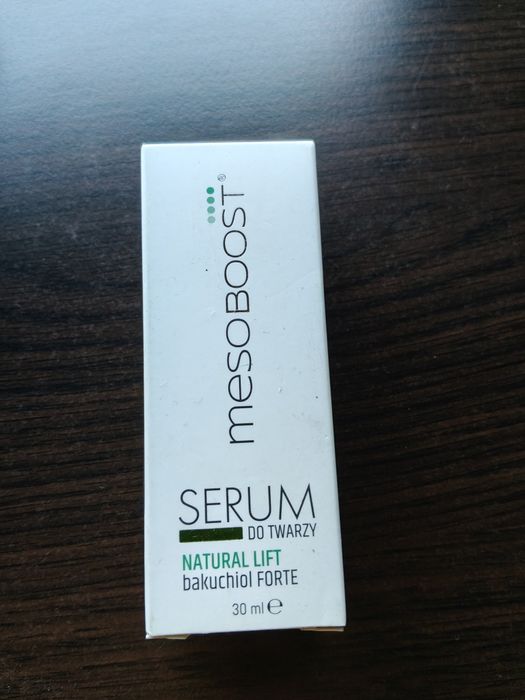 mesoBOOST®
SERUM
DO TWARZY
NATURAL LIFT
bakuchiol FORTE
30 ml ℮